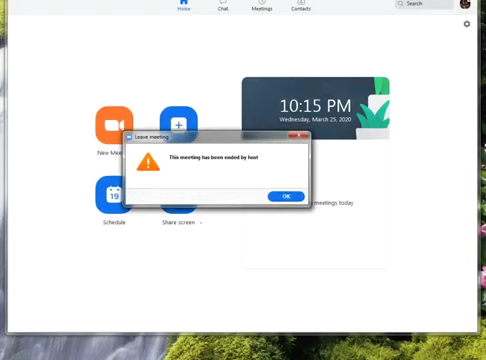 Home
Chat
Meetings
Contacts
Search
10:15 PM
Wednesday, March 25, 2020
Leave meeting
This meeting has been ended by host
OK
New Mee
19
meetings today
Schedule
Share screen